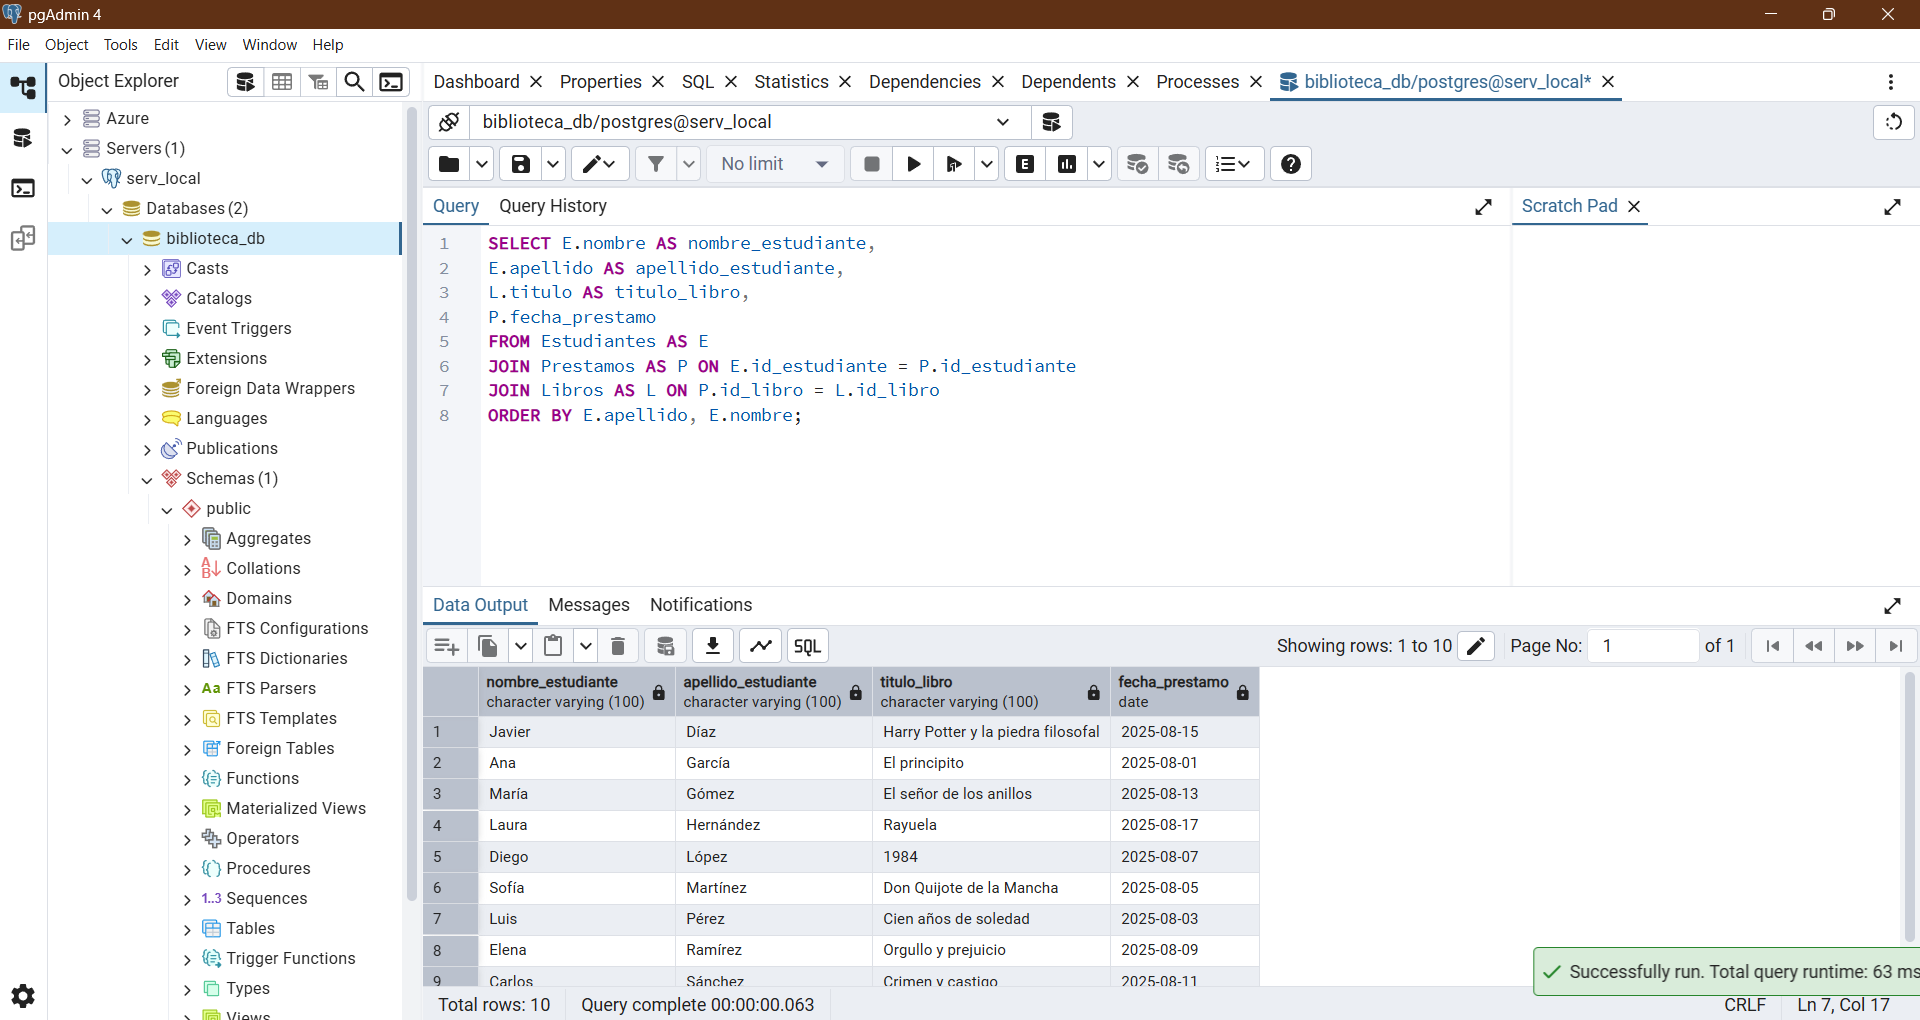 pgAdmin 4
File Object Tools Edit View Window Help
Object Explorer
Dashboard Properties SQL Statistics Dependencies Dependents Processes biblioteca_db/postgres@serv_local*
Azure
Servers (1)
serv_local
Databases (2)
biblioteca_db
Casts
Catalogs
Event Triggers
Extensions
Foreign Data Wrappers
Languages
Publications
Schemas (1)
public
Aggregates
Collations
Domains
FTS Configurations
FTS Dictionaries
FTS Parsers
FTS Templates
Foreign Tables
Functions
Materialized Views
Operators
Procedures
1..3 Sequences
Tables
Trigger Functions
Types
Views
biblioteca_db/postgres@serv_local
No limit
Query Query History
Scratch Pad
1 SELECT E.nombre AS nombre_estudiante,
2 E.apellido AS apellido_estudiante,
3 L.titulo AS titulo_libro,
4 P.fecha_prestamo
5 FROM Estudiantes AS E
6 JOIN Prestamos AS P ON E.id_estudiante = P.id_estudiante
7 JOIN Libros AS L ON P.id_libro = L.id_libro
8 ORDER BY E.apellido, E.nombre;
Data Output Messages Notifications
SQL
Showing rows: 1 to 10 Page No: 1 of 1
nombre_estudiante apellido_estudiante titulo_libro fecha_prestamo
character varying (100) character varying (100) character varying (100) date
1 Javier Díaz Harry Potter y la piedra filosofal 2025-08-15
2 Ana García El principito 2025-08-01
3 María Gómez El señor de los anillos 2025-08-13
4 Laura Hernández Rayuela 2025-08-17
5 Diego López 1984 2025-08-07
6 Sofía Martínez Don Quijote de la Mancha 2025-08-05
7 Luis Pérez Cien años de soledad 2025-08-03
8 Elena Ramírez Orgullo y prejuicio 2025-08-09
9 Carlos Sánchez Crimen y castigo 2025-08-11
Successfully run. Total query runtime: 63 ms
Total rows: 10 Query complete 00:00:00.063
CRLF Ln 7, Col 17